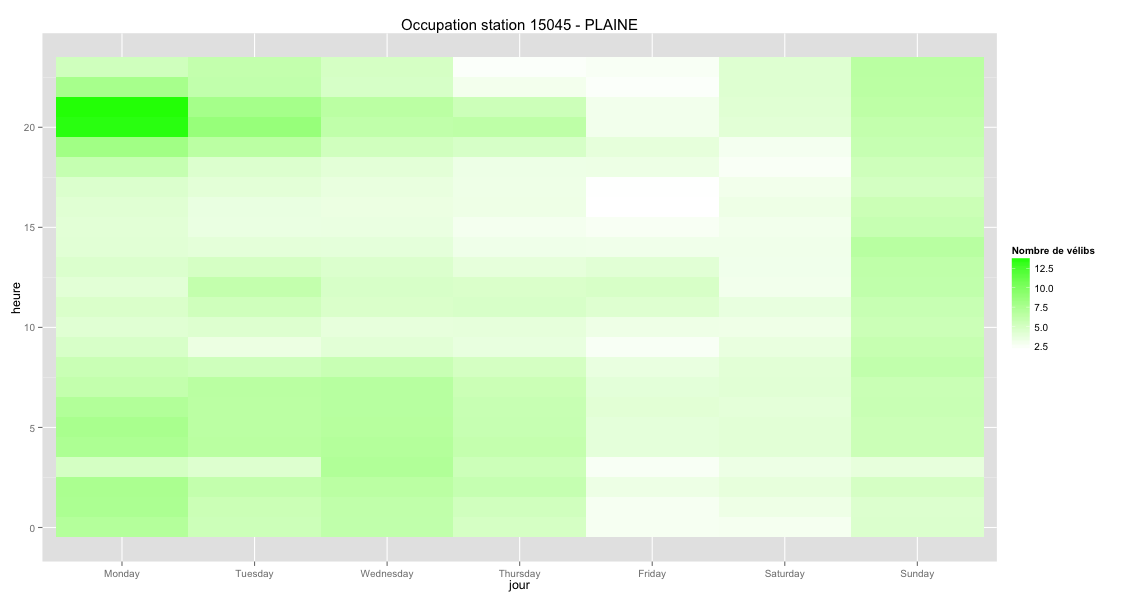 Occupation station 15045 - PLAINE
20
15
10
5
0
heure
Monday Tuesday Wednesday Thursday Friday Saturday Sunday
jour
Nombre de vélibs
12.5
10.0
7.5
5.0
2.5